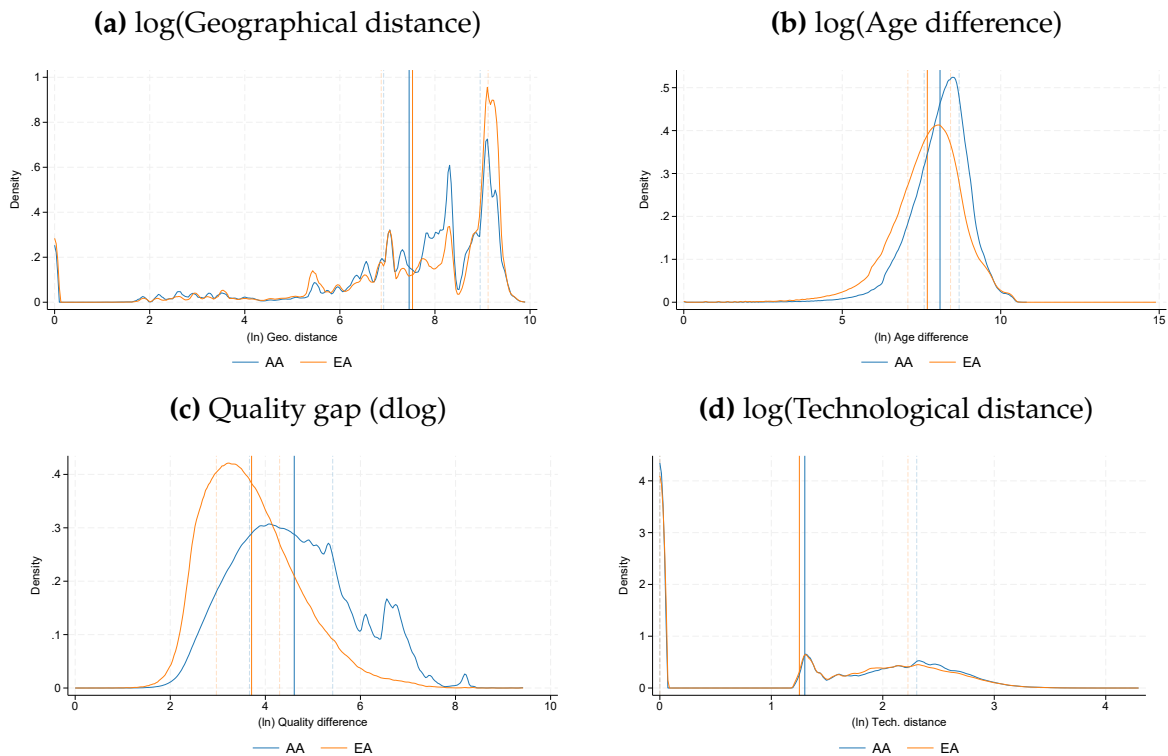 (a) log(Geographical distance)
1
.8
.6
.4
.2
0
Density
0 2 4 6 8 10
(ln) Geo. distance
AA EA
(b) log(Age difference)
.5
.4
.3
.2
.1
0
Density
0 5 10 15
(ln) Age difference
AA EA
(c) Quality gap (dlog)
.4
.3
.2
.1
0
Density
0 2 4 6 8 10
(ln) Quality difference
AA EA
(d) log(Technological distance)
4
3
2
1
0
Density
0 1 2 3 4
(ln) Tech. distance
AA EA